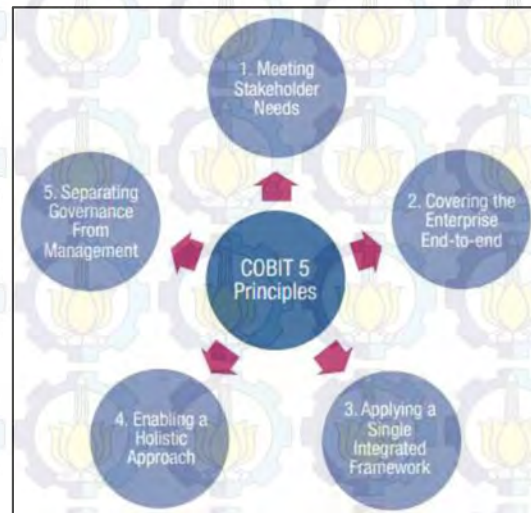 1. Meeting
Stakeholder
Needs
5. Separating
Governance
From
Management
2. Covering the
Enterprise
End-to-end
COBIT 5
Principles
4. Enabling a
Holistic
Approach
3. Applying a
Single
Integrated
Framework